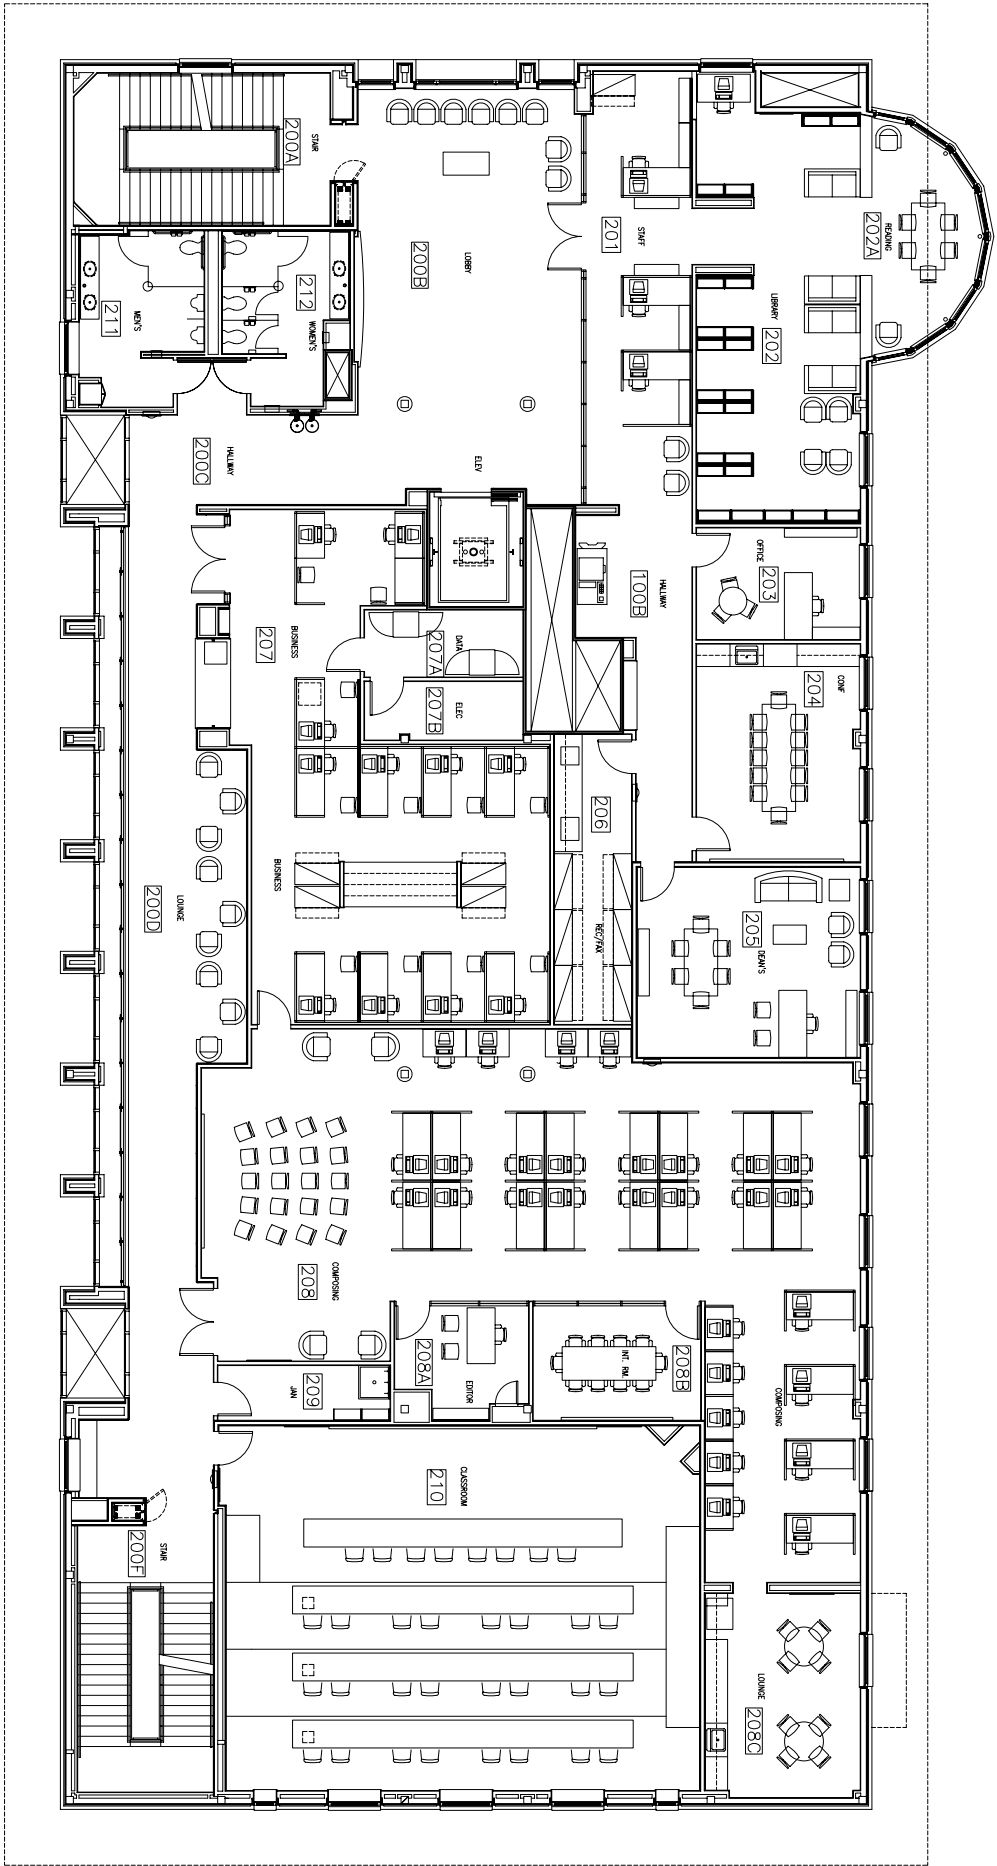 STAIR
200A
LOBBY
200B
STAFF
201
READING
202A
LIBRARY
202
MEN'S
211
WOMEN'S
212
HALLWAY
200C
ELEV
OFFICE
203
HALLWAY
100B
CONF
204
BUSINESS
207
DATA
207A
ELEC
207B
206
REC/FAX
DEAN'S
205
BUSINESS
LOUNGE
200D
COMPOSING
208
EDITOR
208A
INT. RM.
208B
JAN
209
COMPOSING
CLASSROOM
210
STAIR
200F
LOUNGE
208C